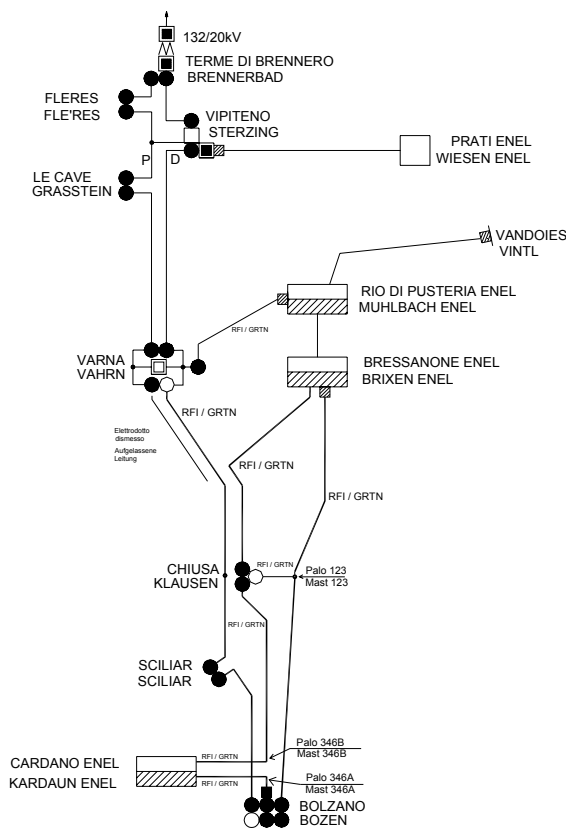 132/20kV
TERME DI BRENNERO
BRENNERBAD
FLERES
FLE'RES
VIPITENO
STERZING
PRATI ENEL
WIESEN ENEL
P
D
LE CAVE
GRASSTEIN
VANDOIES
VINTL
RIO DI PUSTERIA ENEL
MUHLBACH ENEL
RFI / GRTN
VARNA
VAHRN
BRESSANONE ENEL
BRIXEN ENEL
RFI / GRTN
Elettrodotto
dismesso
Aufgelassene
Leitung
RFI / GRTN
RFI / GRTN
CHIUSA
KLAUSEN
RFI / GRTN
Palo 123
Mast 123
RFI / GRTN
SCILIAR
SCILIAR
Palo 346B
Mast 346B
CARDANO ENEL
KARDAUN ENEL
RFI / GRTN
RFI / GRTN
Palo 346A
Mast 346A
BOLZANO
BOZEN